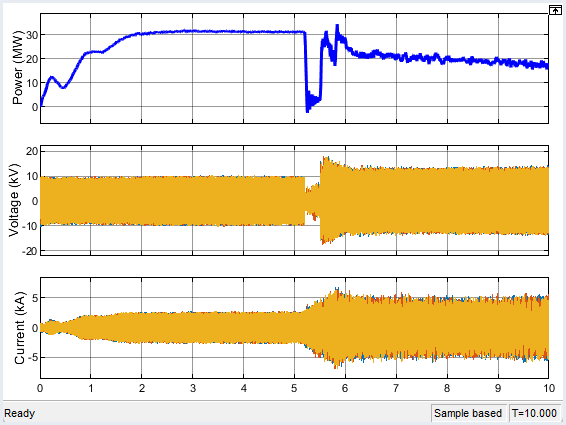 Power (MW)
30
20
10
0
Voltage (kV)
20
10
0
-10
-20
Current (kA)
5
0
-5
0 1 2 3 4 5 6 7 8 9 10
Ready Sample based T=10.000